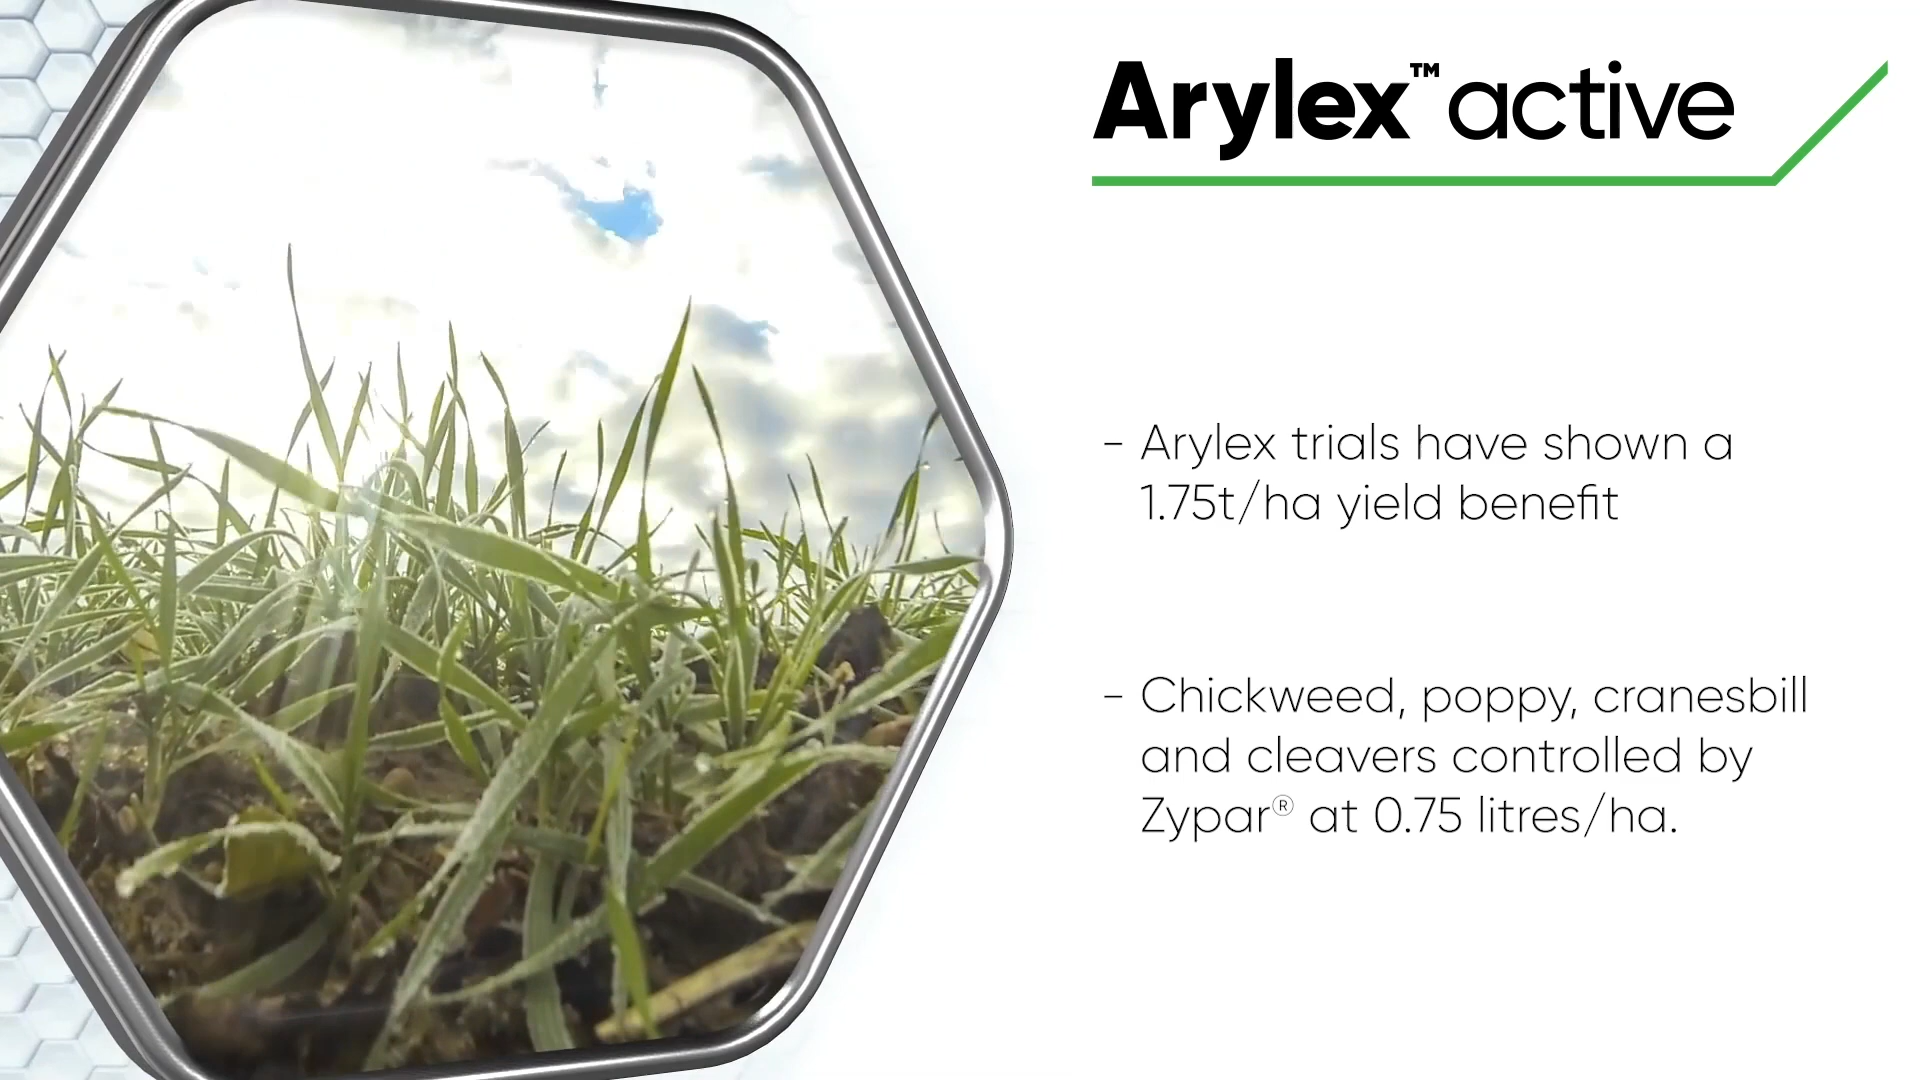 Arylex™ active
- Arylex trials have shown a
1.75t/ha yield benefit
- Chickweed, poppy, cranesbill
and cleavers controlled by
Zypar® at 0.75 litres/ha.